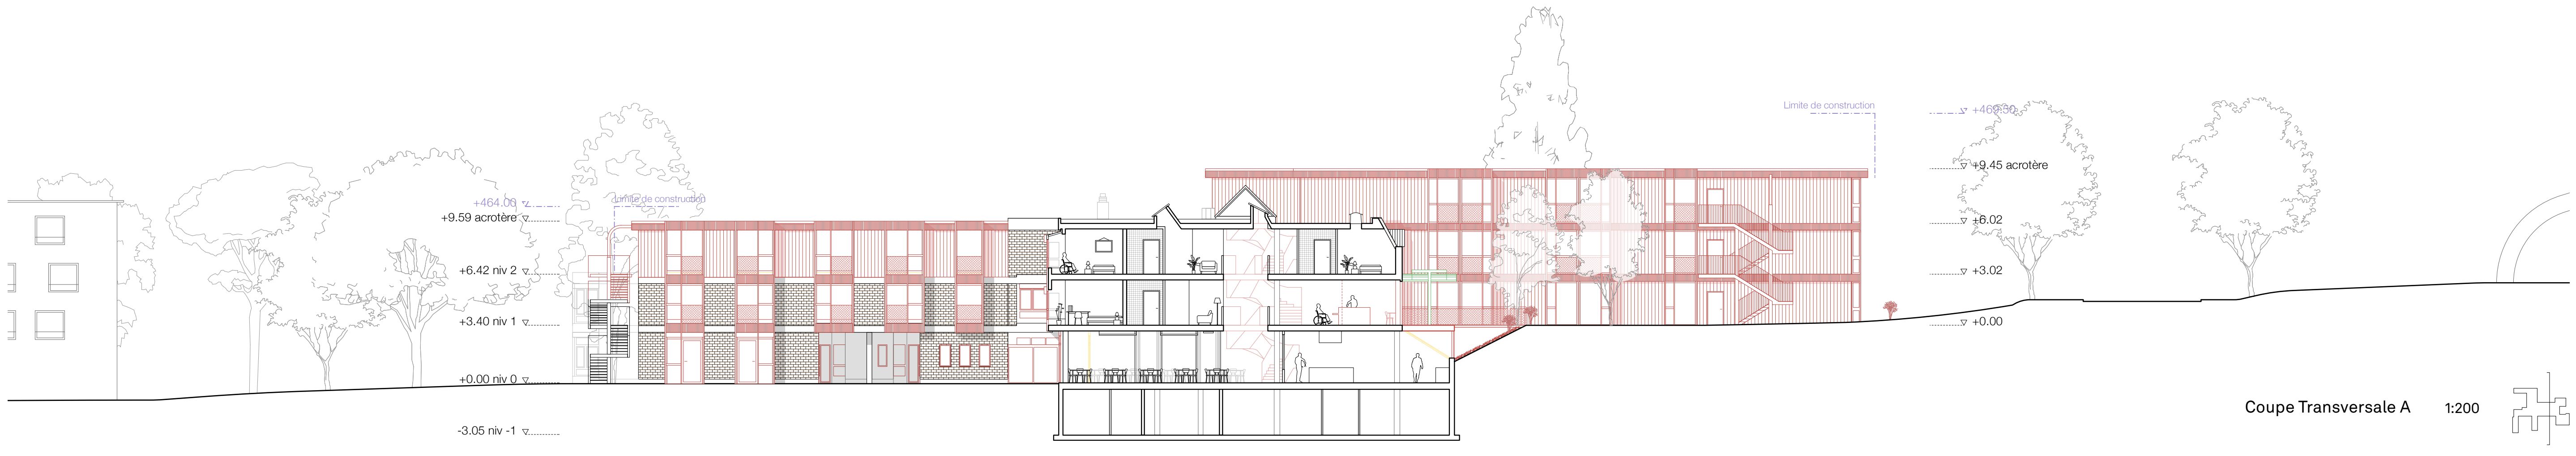 Limite de construction
+469.50
+9.45 acrotère
+464.00
Limite de construction
+9.59 acrotère
+6.02
+6.42 niv 2
+3.02
+3.40 niv 1
+0.00
+0.00 niv 0
Coupe Transversale A 1:200
-3.05 niv -1